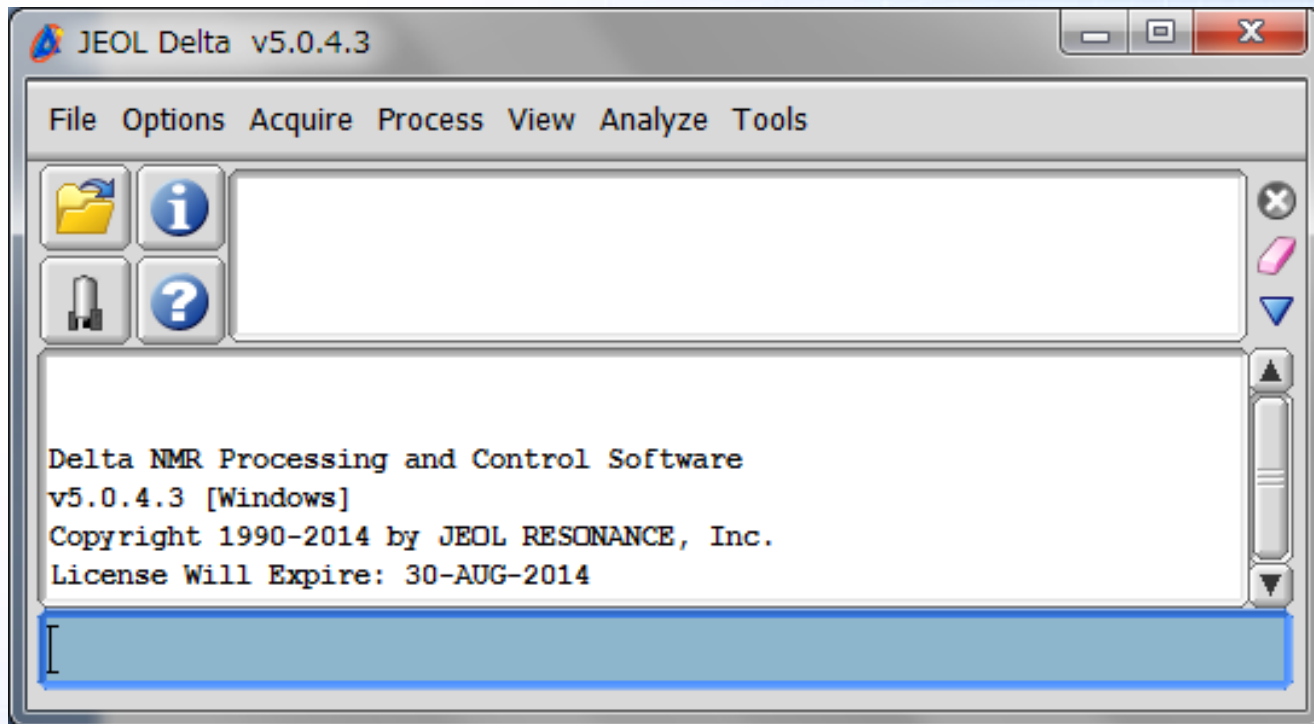 JEOL Delta v5.0.4.3
File Options Acquire Process View Analyze Tools
Delta NMR Processing and Control Software
v5.0.4.3 [Windows]
Copyright 1990-2014 by JEOL RESONANCE, Inc.
License Will Expire: 30-AUG-2014